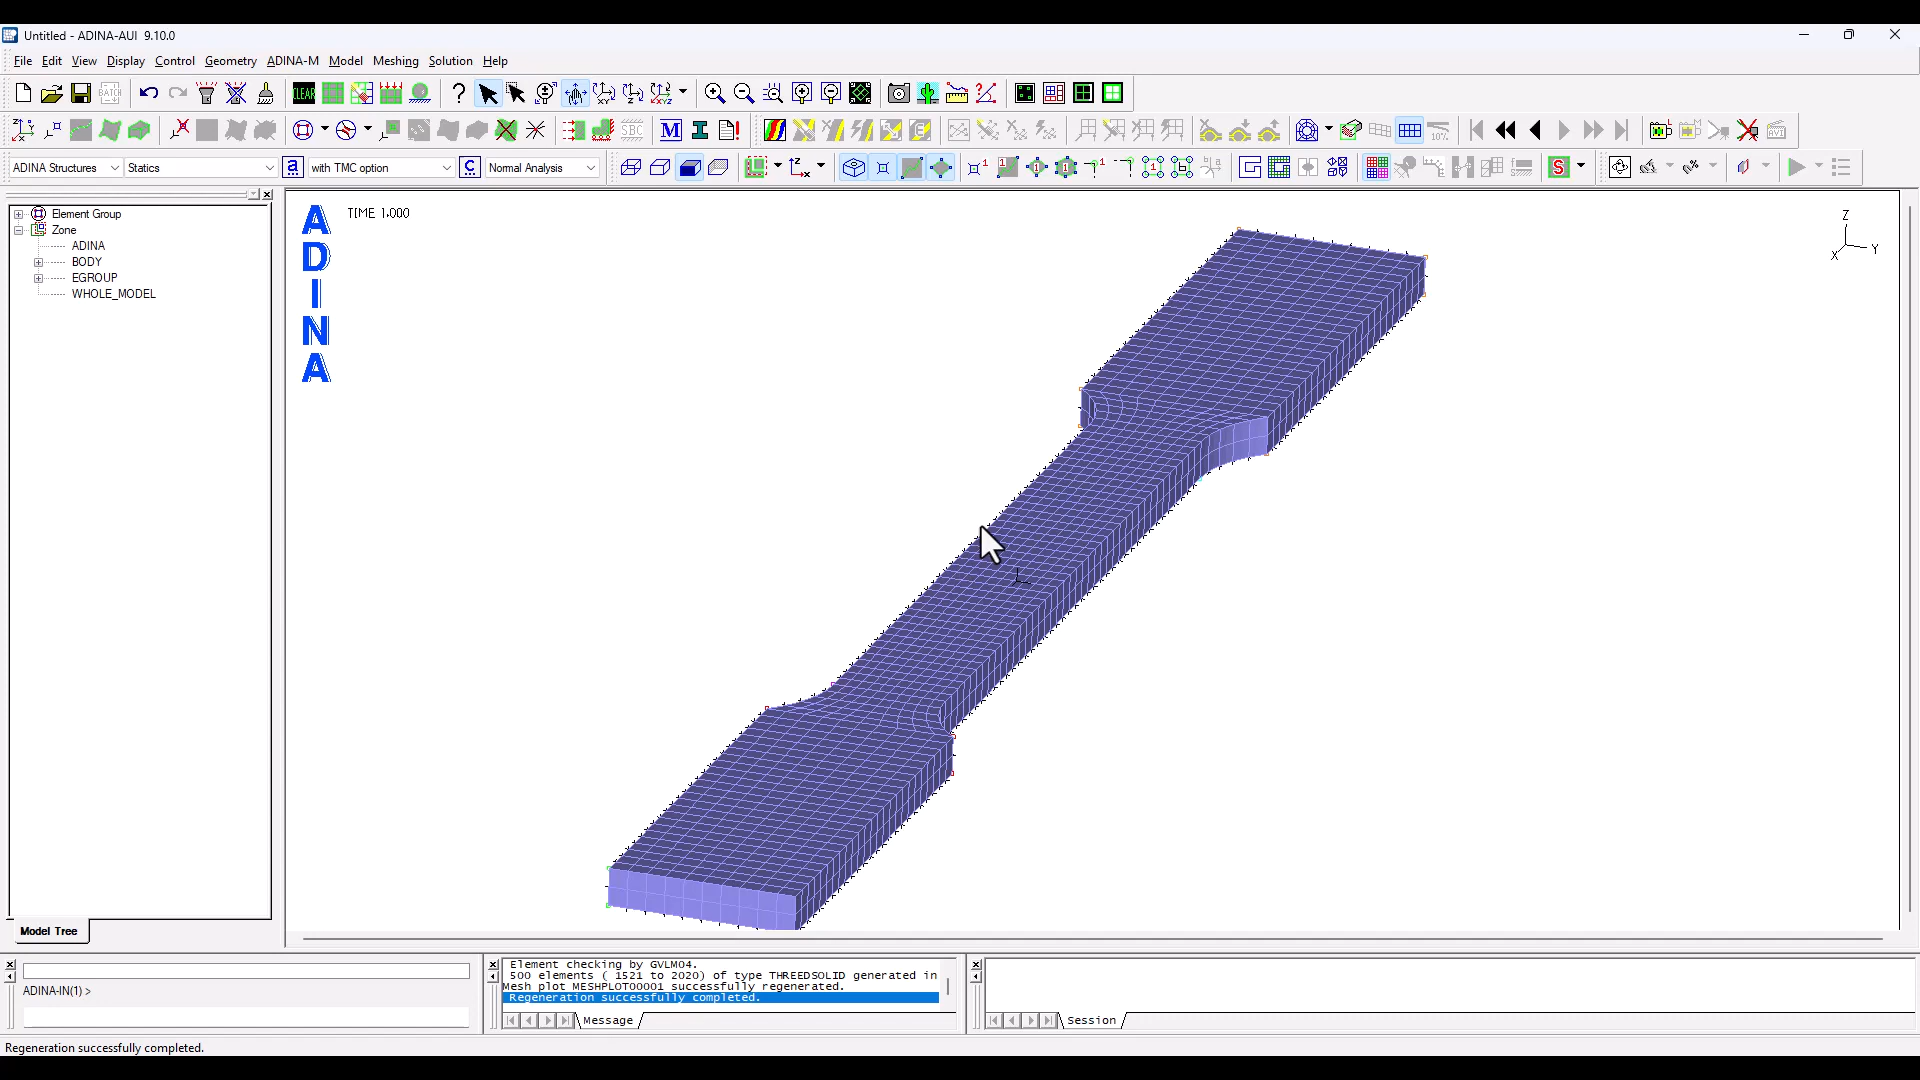 Untitled - ADINA-AUI 9.10.0
File Edit View Display Control Geometry ADINA-M Model Meshing Solution Help
ADINA Structures Statics a with TMC option C Normal Analysis
Element Group
Zone
ADINA
BODY
EGROUP
WHOLE_MODEL
A
D
I
N
A
TIME 1.000
Z
X Y
Model Tree
ADINA-IN(1) >
Element checking by GVLM04.
500 elements ( 1521 to 2020) of type THREEDSOLID generated in
Mesh plot MESHPLOT00001 successfully regenerated.
Regeneration successfully completed.
Message
Session
Regeneration successfully completed.